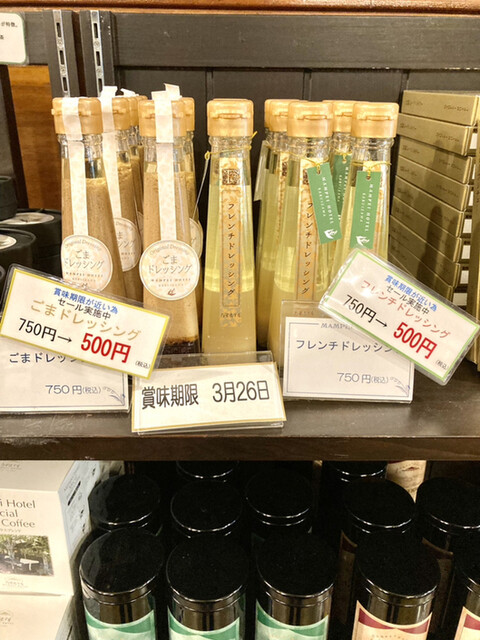 ごま
ドレッシング
MAMPEI HOTEL
フレンチドレッシング
フレンチドレッシング
MAMPEI HOTEL
KARUIZAWA
賞味期限が近い為
セール実施中
ごまドレッシング
750円→500円
(税込)
ごまドレッシ
750円(税込)
賞味期限 3月26日
フレンチドレッシン
750円(税込)
賞味期限が近い為
セール実施中
フレンチドレッシング
750円→500円
(税込)
Hotel
cial
Coffee